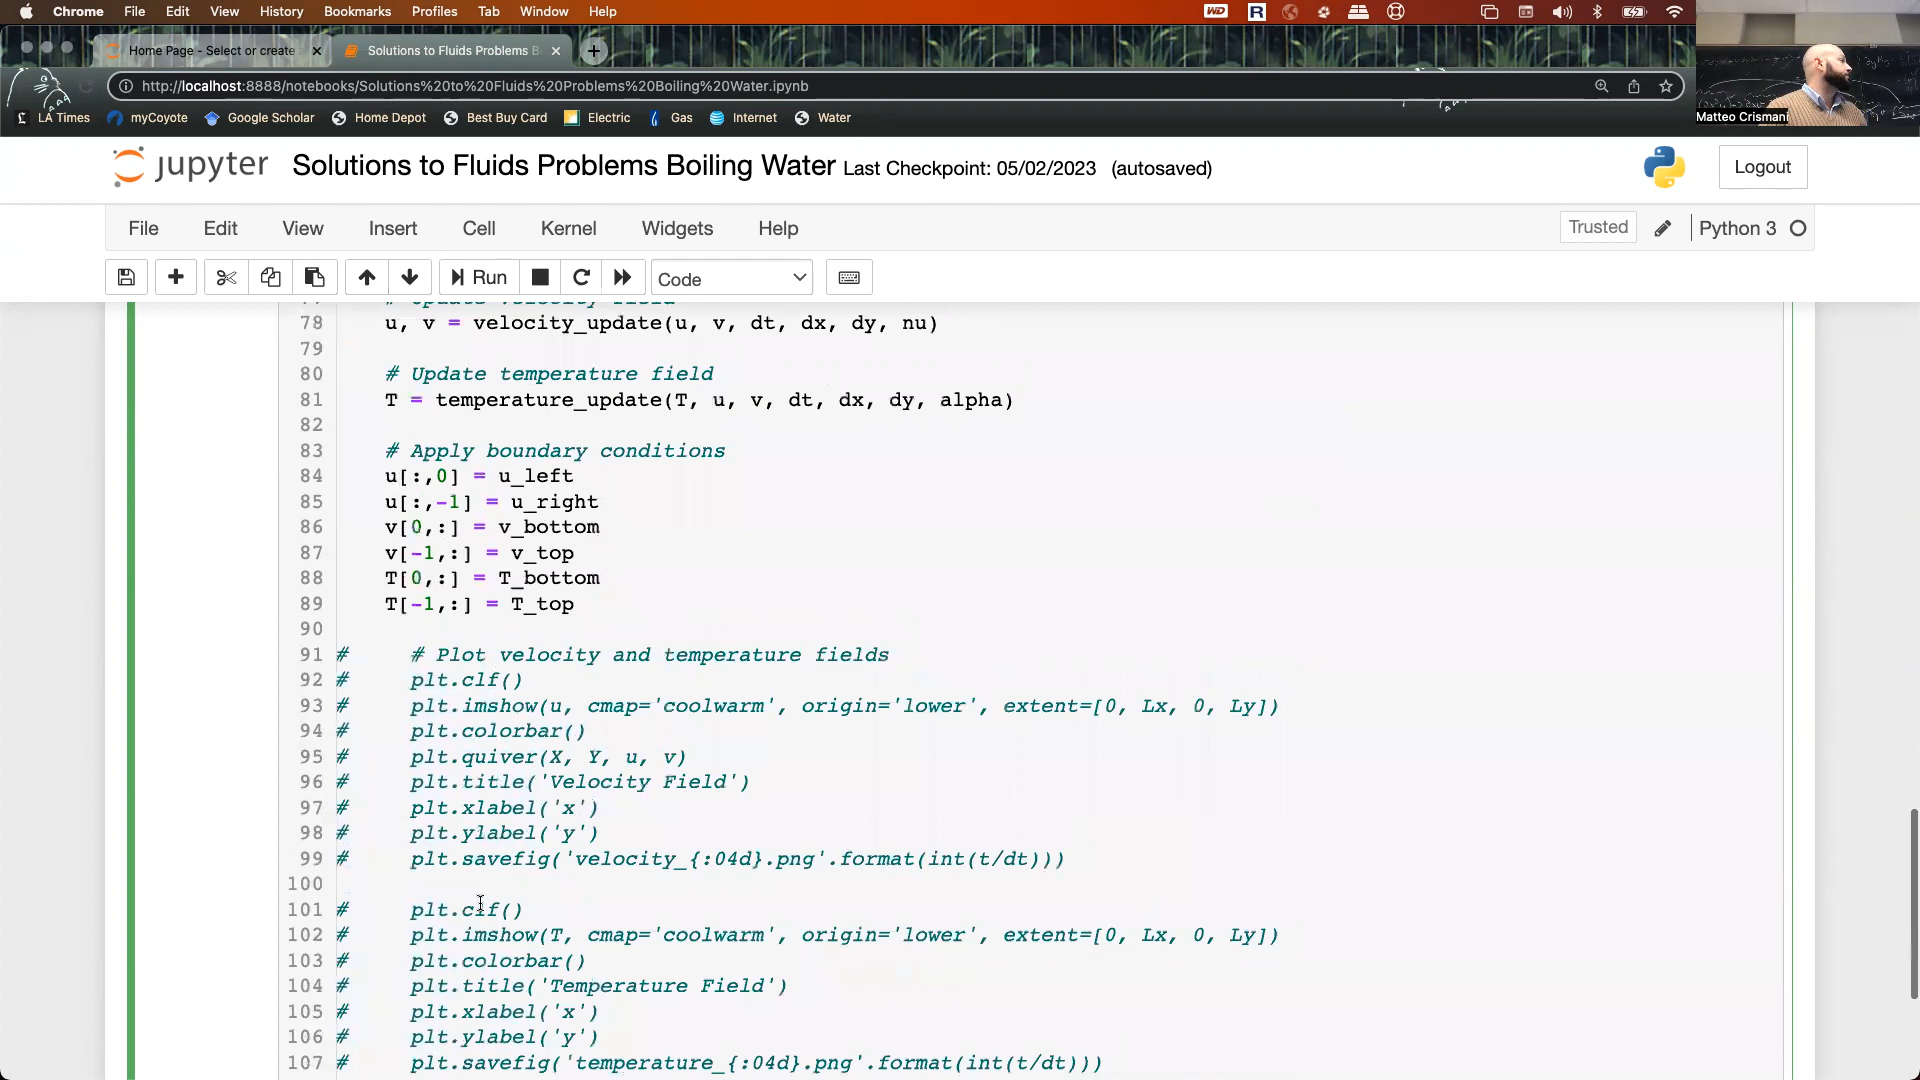 Chrome File Edit View History Bookmarks Profiles Tab Window Help
Home Page - Select or create a
Solutions to Fluids Problems B
http://localhost:8888/notebooks/Solutions%20to%20Fluids%20Problems%20Boiling%20Water.ipynb
LA Times myCoyote Google Scholar Home Depot Best Buy Card Electric Gas Internet Water
Matteo Crismani
jupyter Solutions to Fluids Problems Boiling Water Last Checkpoint: 05/02/2023 (autosaved)
Logout
File Edit View Insert Cell Kernel Widgets Help
Trusted Python 3
Run Code
# Update velocity field
78 u, v = velocity_update(u, v, dt, dx, dy, nu)
79
80 # Update temperature field
81 T = temperature_update(T, u, v, dt, dx, dy, alpha)
82
83 # Apply boundary conditions
84 u[:,0] = u_left
85 u[:,-1] = u_right
86 v[0,:] = v_bottom
87 v[-1,:] = v_top
88 T[0,:] = T_bottom
89 T[-1,:] = T_top
90
91 # # Plot velocity and temperature fields
92 # plt.clf()
93 # plt.imshow(u, cmap='coolwarm', origin='lower', extent=[0, Lx, 0, Ly])
94 # plt.colorbar()
95 # plt.quiver(X, Y, u, v)
96 # plt.title('Velocity Field')
97 # plt.xlabel('x')
98 # plt.ylabel('y')
99 # plt.savefig('velocity_{:04d}.png'.format(int(t/dt)))
100
101 # plt.clf()
102 # plt.imshow(T, cmap='coolwarm', origin='lower', extent=[0, Lx, 0, Ly])
103 # plt.colorbar()
104 # plt.title('Temperature Field')
105 # plt.xlabel('x')
106 # plt.ylabel('y')
107 # plt.savefig('temperature_{:04d}.png'.format(int(t/dt)))